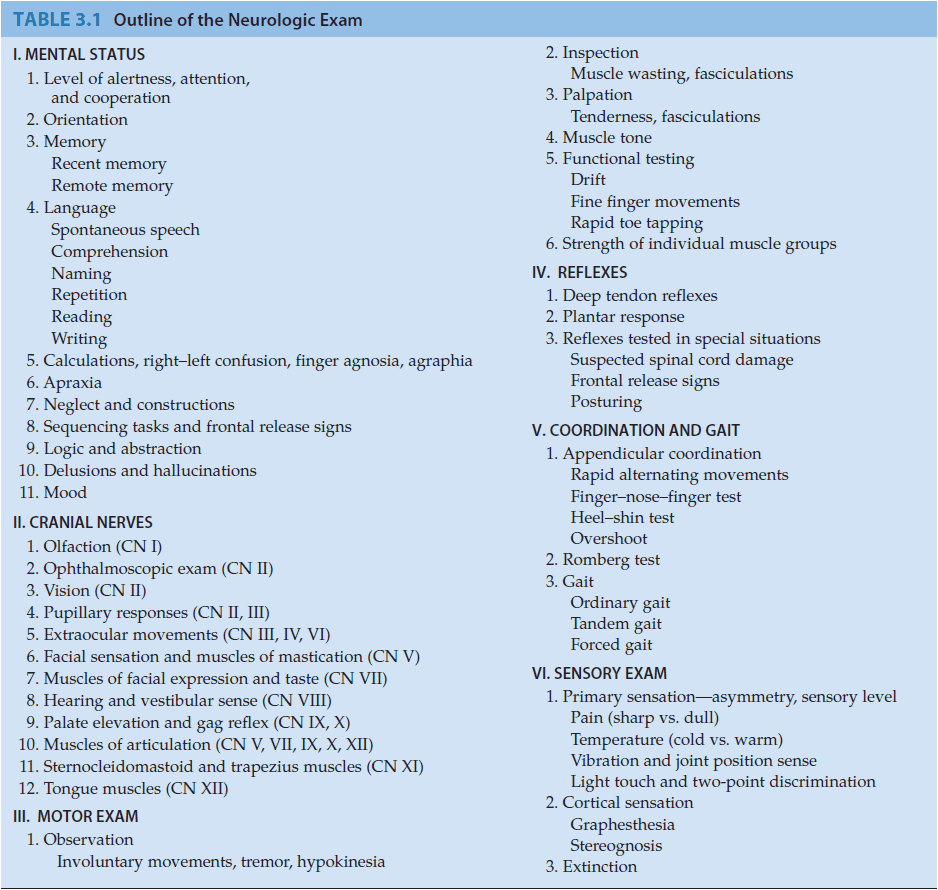 TABLE 3.1 Outline of the Neurologic Exam
I. MENTAL STATUS
1. Level of alertness, attention,
and cooperation
2. Orientation
3. Memory
Recent memory
Remote memory
4. Language
Spontaneous speech
Comprehension
Naming
Repetition
Reading
Writing
5. Calculations, right–left confusion, finger agnosia, agraphia
6. Apraxia
7. Neglect and constructions
8. Sequencing tasks and frontal release signs
9. Logic and abstraction
10. Delusions and hallucinations
11. Mood
II. CRANIAL NERVES
1. Olfaction (CN I)
2. Ophthalmoscopic exam (CN II)
3. Vision (CN II)
4. Pupillary responses (CN II, III)
5. Extraocular movements (CN III, IV, VI)
6. Facial sensation and muscles of mastication (CN V)
7. Muscles of facial expression and taste (CN VII)
8. Hearing and vestibular sense (CN VIII)
9. Palate elevation and gag reflex (CN IX, X)
10. Muscles of articulation (CN V, VII, IX, X, XII)
11. Sternocleidomastoid and trapezius muscles (CN XI)
12. Tongue muscles (CN XII)
III. MOTOR EXAM
1. Observation
Involuntary movements, tremor, hypokinesia
2. Inspection
Muscle wasting, fasciculations
3. Palpation
Tenderness, fasciculations
4. Muscle tone
5. Functional testing
Drift
Fine finger movements
Rapid toe tapping
6. Strength of individual muscle groups
IV. REFLEXES
1. Deep tendon reflexes
2. Plantar response
3. Reflexes tested in special situations
Suspected spinal cord damage
Frontal release signs
Posturing
V. COORDINATION AND GAIT
1. Appendicular coordination
Rapid alternating movements
Finger–nose–finger test
Heel–shin test
Overshoot
2. Romberg test
3. Gait
Ordinary gait
Tandem gait
Forced gait
VI. SENSORY EXAM
1. Primary sensation—asymmetry, sensory level
Pain (sharp vs. dull)
Temperature (cold vs. warm)
Vibration and joint position sense
Light touch and two-point discrimination
2. Cortical sensation
Graphesthesia
Stereognosis
3. Extinction